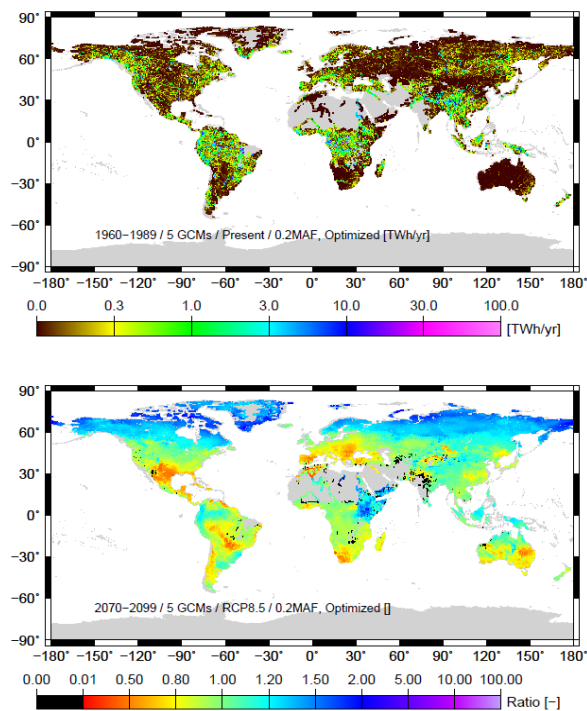 90°
60°
30°
0°
−30°
−60°
−90°
1960−1989 / 5 GCMs / Present / 0.2MAF, Optimized [TWh/yr]
−180° −150° −120° −90° −60° −30° 0° 30° 60° 90° 120° 150° 180°
0.0 0.3 1.0 3.0 10.0 30.0 100.0
[TWh/yr]
90°
60°
30°
0°
−30°
−60°
−90°
2070−2099 / 5 GCMs / RCP8.5 / 0.2MAF, Optimized []
−180° −150° −120° −90° −60° −30° 0° 30° 60° 90° 120° 150° 180°
0.00 0.01 0.50 0.80 1.00 1.20 1.50 2.00 5.00 10.00 100.00
Ratio [−]